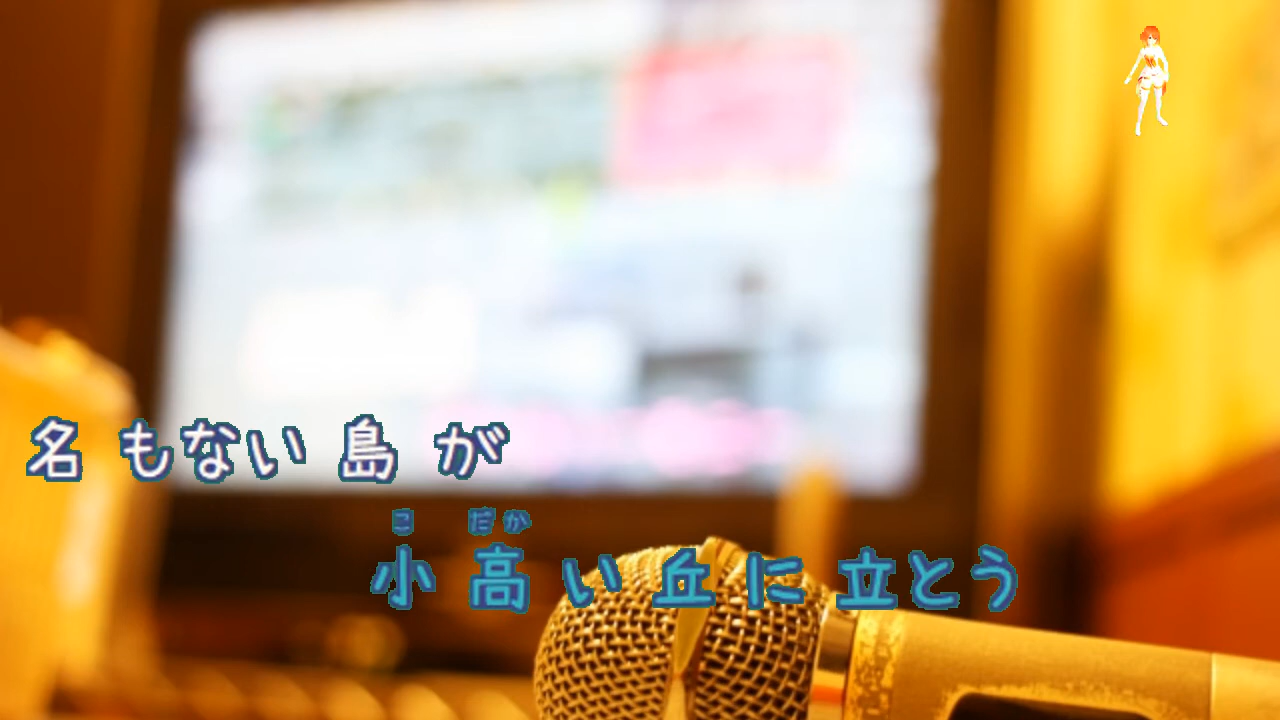 名もない島が
こ だか
小高い丘に立とう